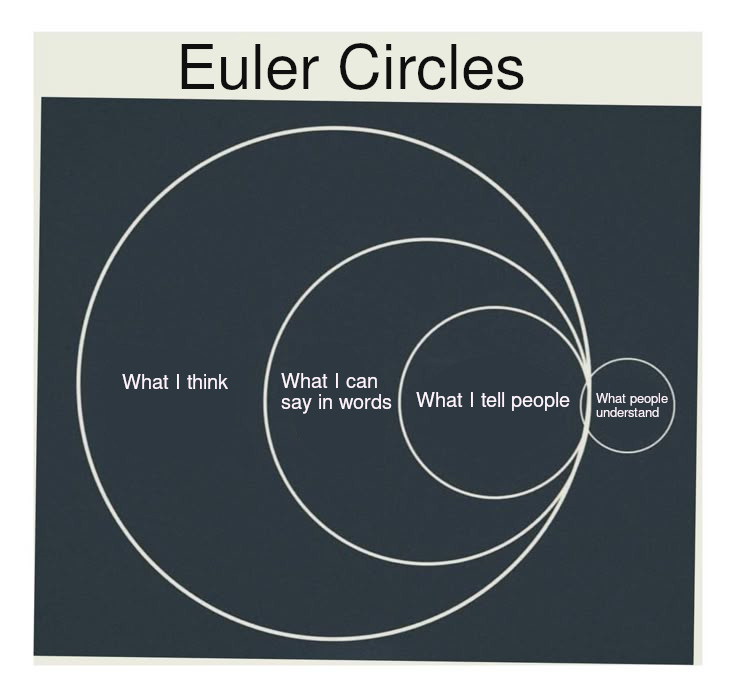 Euler Circles
What I think
What I can
say in words
What I tell people
What people
understand